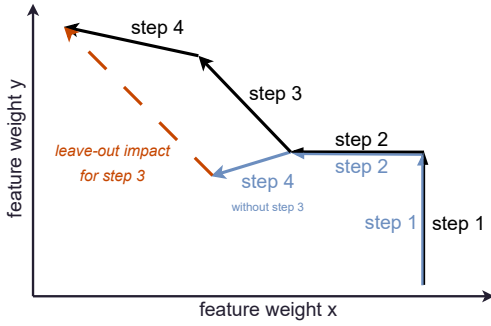 step 4
feature weight y
step 3
leave-out impact
for step 3
step 2
step 2
step 4
without step 3
step 1
step 1
feature weight x